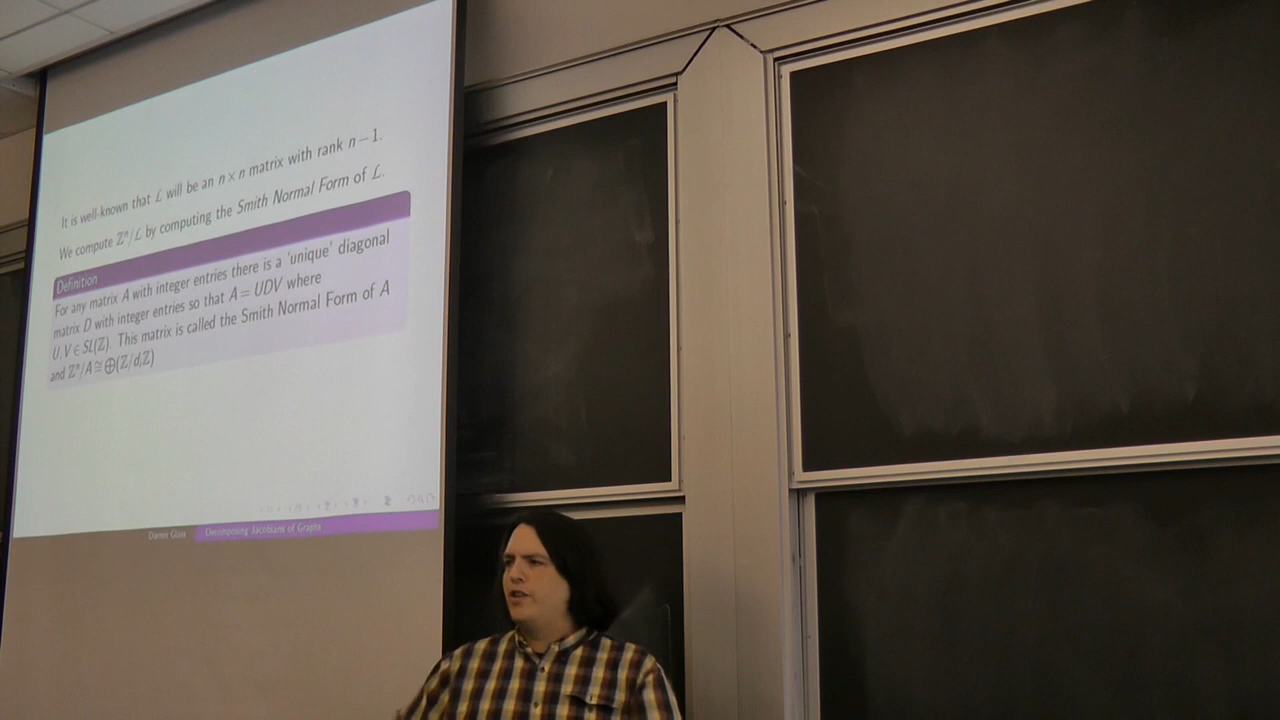 It is well-known that ℒ will be an n × n matrix with rank n − 1.
We compute ℤⁿ/ℒ by computing the Smith Normal Form of ℒ.
Definition
For any matrix A with integer entries there is a 'unique' diagonal
matrix D with integer entries so that A = UDV where
U, V ∈ SL(ℤ). This matrix is called the Smith Normal Form of A
and ℤⁿ/A ≅ ⊕(ℤ/dᵢℤ)
Darren Glass Decomposing Jacobians of Graphs